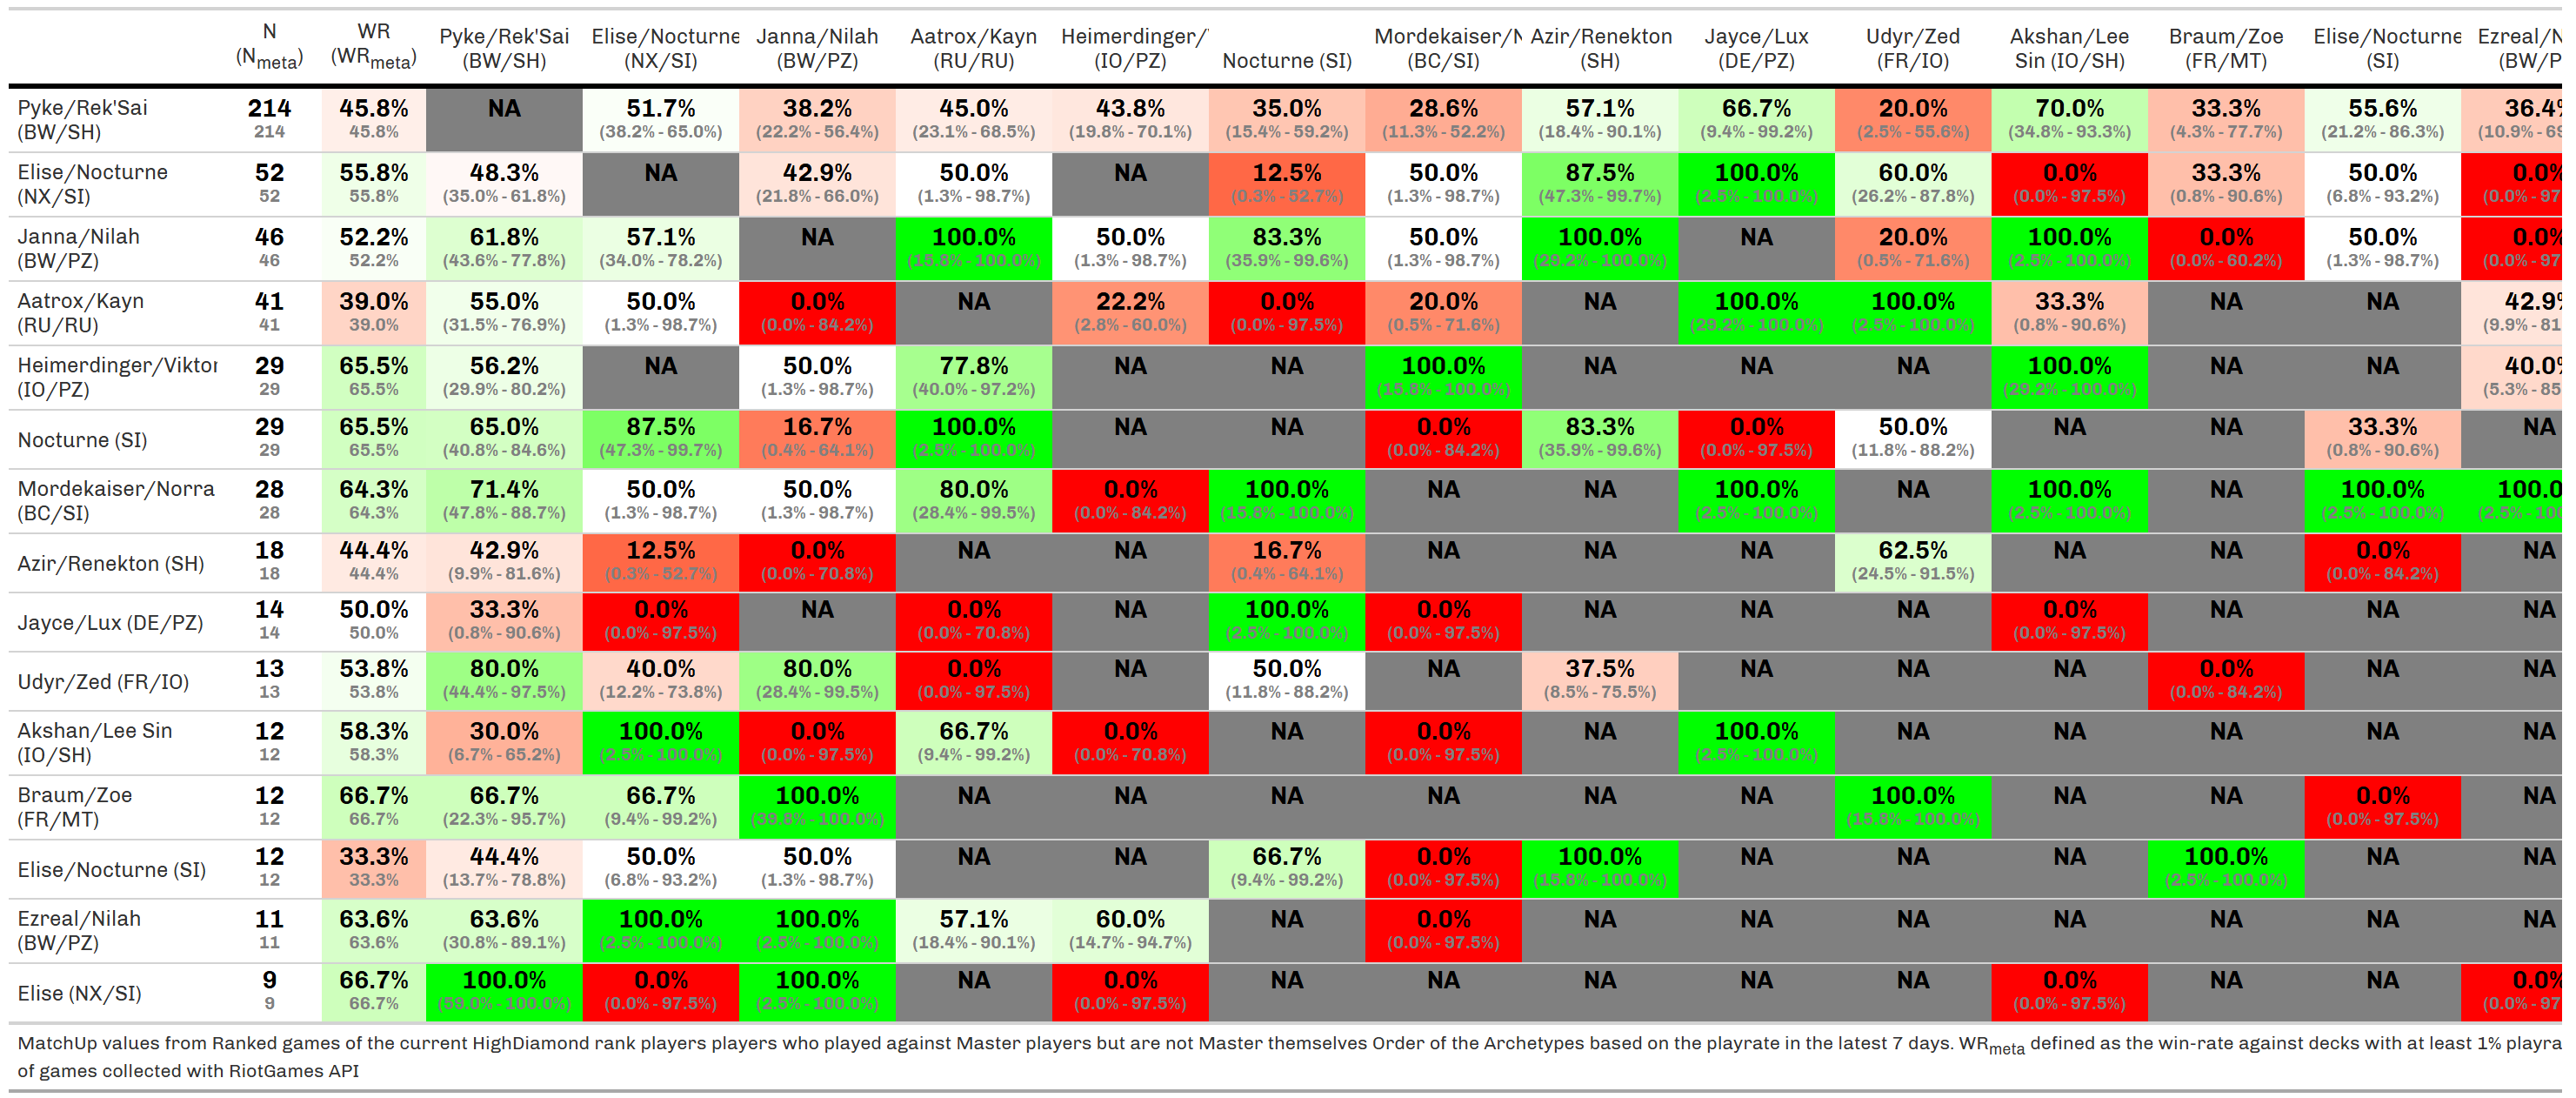 N WR Pyke/Rek'Sai Elise/Nocturne Janna/Nilah Aatrox/Kayn Heimerdinger/ Nocturne (SI) Mordekaiser/N Azir/Renekton Jayce/Lux Udyr/Zed Akshan/Lee Braum/Zoe Elise/Nocturne Ezreal/N
(Nmeta) (WRmeta) (BW/SH) (NX/SI) (BW/PZ) (RU/RU) (IO/PZ) (BC/SI) (SH) (DE/PZ) (FR/IO) Sin (IO/SH) (FR/MT) (SI) (BW/P
Pyke/Rek'Sai 214 45.8% NA 51.7% 38.2% 45.0% 43.8% 35.0% 28.6% 57.1% 66.7% 20.0% 70.0% 33.3% 55.6% 36.4%
(BW/SH) 214 45.8% (38.2% - 65.0%) (22.2% - 56.4%) (23.1% - 68.5%) (19.8% - 70.1%) (15.4% - 59.2%) (11.3% - 52.2%) (18.4% - 90.1%) (9.4% - 99.2%) (2.5% - 55.6%) (34.8% - 93.3%) (4.3% - 77.7%) (21.2% - 86.3%) (10.9% - 69
Elise/Nocturne 52 55.8% 48.3% NA 42.9% 50.0% NA 12.5% 50.0% 87.5% 100.0% 60.0% 0.0% 33.3% 50.0% 0.0%
(NX/SI) 52 55.8% (35.0% - 61.8%) (21.8% - 66.0%) (1.3% - 98.7%) (0.3% - 52.7%) (1.3% - 98.7%) (47.3% - 99.7%) (2.5% - 100.0%) (26.2% - 87.8%) (0.0% - 97.5%) (0.8% - 90.6%) (6.8% - 93.2%) (0.0% - 97
Janna/Nilah 46 52.2% 61.8% 57.1% NA 100.0% 50.0% 83.3% 50.0% 100.0% NA 20.0% 100.0% 0.0% 50.0% 0.0%
(BW/PZ) 46 52.2% (43.6% - 77.8%) (34.0% - 78.2%) (15.8% - 100.0%) (1.3% - 98.7%) (35.9% - 99.6%) (1.3% - 98.7%) (29.2% - 100.0%) (0.5% - 71.6%) (2.5% - 100.0%) (0.0% - 60.2%) (1.3% - 98.7%) (0.0% - 97
Aatrox/Kayn 41 39.0% 55.0% 50.0% 0.0% NA 22.2% 0.0% 20.0% NA 100.0% 100.0% 33.3% NA NA 42.9%
(RU/RU) 41 39.0% (31.5% - 76.9%) (1.3% - 98.7%) (0.0% - 84.2%) (2.8% - 60.0%) (0.0% - 97.5%) (0.5% - 71.6%) (29.2% - 100.0%) (2.5% - 100.0%) (0.8% - 90.6%) (9.9% - 81
Heimerdinger/Viktor 29 65.5% 56.2% NA 50.0% 77.8% NA NA 100.0% NA NA NA 100.0% NA NA 40.0%
(IO/PZ) 29 65.5% (29.9% - 80.2%) (1.3% - 98.7%) (40.0% - 97.2%) (15.8% - 100.0%) (29.2% - 100.0%) (5.3% - 85
Nocturne (SI) 29 65.5% 65.0% 87.5% 16.7% 100.0% NA NA 0.0% 83.3% 0.0% 50.0% NA NA 33.3% NA
29 65.5% (40.8% - 84.6%) (47.3% - 99.7%) (0.4% - 64.1%) (2.5% - 100.0%) (0.0% - 84.2%) (35.9% - 99.6%) (0.0% - 97.5%) (11.8% - 88.2%) (0.8% - 90.6%)
Mordekaiser/Norra 28 64.3% 71.4% 50.0% 50.0% 80.0% 0.0% 100.0% NA NA 100.0% NA 100.0% NA 100.0% 100.0
(BC/SI) 28 64.3% (47.8% - 88.7%) (1.3% - 98.7%) (1.3% - 98.7%) (28.4% - 99.5%) (0.0% - 84.2%) (15.8% - 100.0%) (2.5% - 100.0%) (2.5% - 100.0%) (2.5% - 100.0%) (2.5% - 100
Azir/Renekton (SH) 18 44.4% 42.9% 12.5% 0.0% NA NA 16.7% NA NA NA 62.5% NA NA 0.0% NA
18 44.4% (9.9% - 81.6%) (0.3% - 52.7%) (0.0% - 70.8%) (0.4% - 64.1%) (24.5% - 91.5%) (0.0% - 84.2%)
Jayce/Lux (DE/PZ) 14 50.0% 33.3% 0.0% NA 0.0% NA 100.0% 0.0% NA NA NA 0.0% NA NA NA
14 50.0% (0.8% - 90.6%) (0.0% - 97.5%) (0.0% - 70.8%) (2.5% - 100.0%) (0.0% - 97.5%) (0.0% - 97.5%)
Udyr/Zed (FR/IO) 13 53.8% 80.0% 40.0% 80.0% 0.0% NA 50.0% NA 37.5% NA NA NA 0.0% NA NA
13 53.8% (44.4% - 97.5%) (12.2% - 73.8%) (28.4% - 99.5%) (0.0% - 97.5%) (11.8% - 88.2%) (8.5% - 75.5%) (0.0% - 84.2%)
Akshan/Lee Sin 12 58.3% 30.0% 100.0% 0.0% 66.7% 0.0% NA 0.0% NA 100.0% NA NA NA NA NA
(IO/SH) 12 58.3% (6.7% - 65.2%) (2.5% - 100.0%) (0.0% - 97.5%) (9.4% - 99.2%) (0.0% - 70.8%) (0.0% - 97.5%) (2.5% - 100.0%)
Braum/Zoe 12 66.7% 66.7% 66.7% 100.0% NA NA NA NA NA NA 100.0% NA NA 0.0% NA
(FR/MT) 12 66.7% (22.3% - 95.7%) (9.4% - 99.2%) (39.8% - 100.0%) (15.8% - 100.0%) (0.0% - 97.5%)
Elise/Nocturne (SI) 12 33.3% 44.4% 50.0% 50.0% NA NA 66.7% 0.0% 100.0% NA NA NA 100.0% NA NA
12 33.3% (13.7% - 78.8%) (6.8% - 93.2%) (1.3% - 98.7%) (9.4% - 99.2%) (0.0% - 97.5%) (15.8% - 100.0%) (2.5% - 100.0%)
Ezreal/Nilah 11 63.6% 63.6% 100.0% 100.0% 57.1% 60.0% NA 0.0% NA NA NA NA NA NA NA
(BW/PZ) 11 63.6% (30.8% - 89.1%) (2.5% - 100.0%) (2.5% - 100.0%) (18.4% - 90.1%) (14.7% - 94.7%) (0.0% - 97.5%)
Elise (NX/SI) 9 66.7% 100.0% 0.0% 100.0% NA 0.0% NA NA NA NA NA 0.0% NA NA 0.0%
9 66.7% (59.0% - 100.0%) (0.0% - 97.5%) (2.5% - 100.0%) (0.0% - 97.5%) (0.0% - 97.5%) (0.0% - 97
MatchUp values from Ranked games of the current HighDiamond rank players players who played against Master players but are not Master themselves Order of the Archetypes based on the playrate in the latest 7 days. WRmeta defined as the win-rate against decks with at least 1% playra
of games collected with RiotGames API